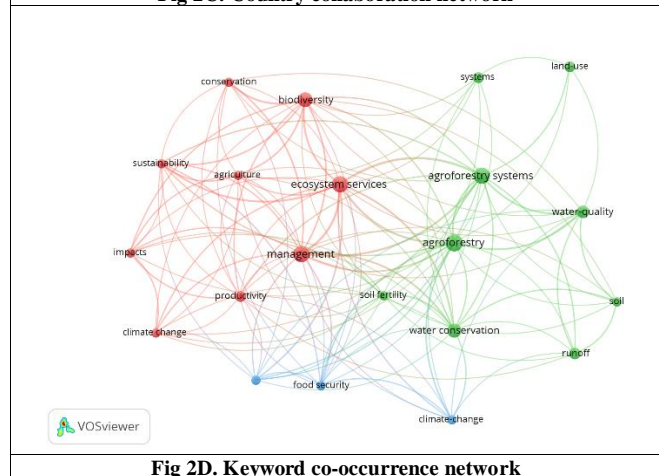 Fig 2C. Country collaboration network
land-use
systems
conservation
biodiversity
sustainability
agriculture
agroforestry systems
ecosystem services
water-quality
agroforestry
impacts
management
productivity
soil fertility
soil
climate change
water conservation
runoff
food security
climate-change
VOSviewer
Fig 2D. Keyword co-occurrence network